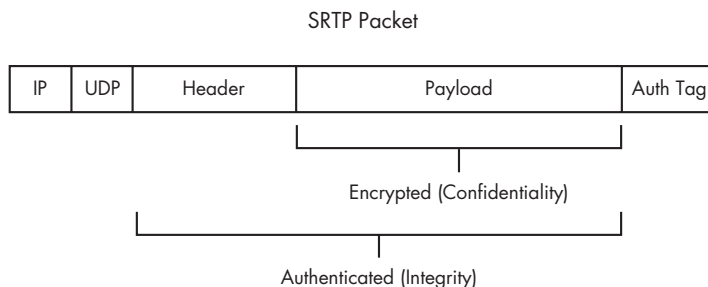 SRTP Packet
IP UDP Header Payload Auth Tag
Encrypted (Confidentiality)
Authenticated (Integrity)